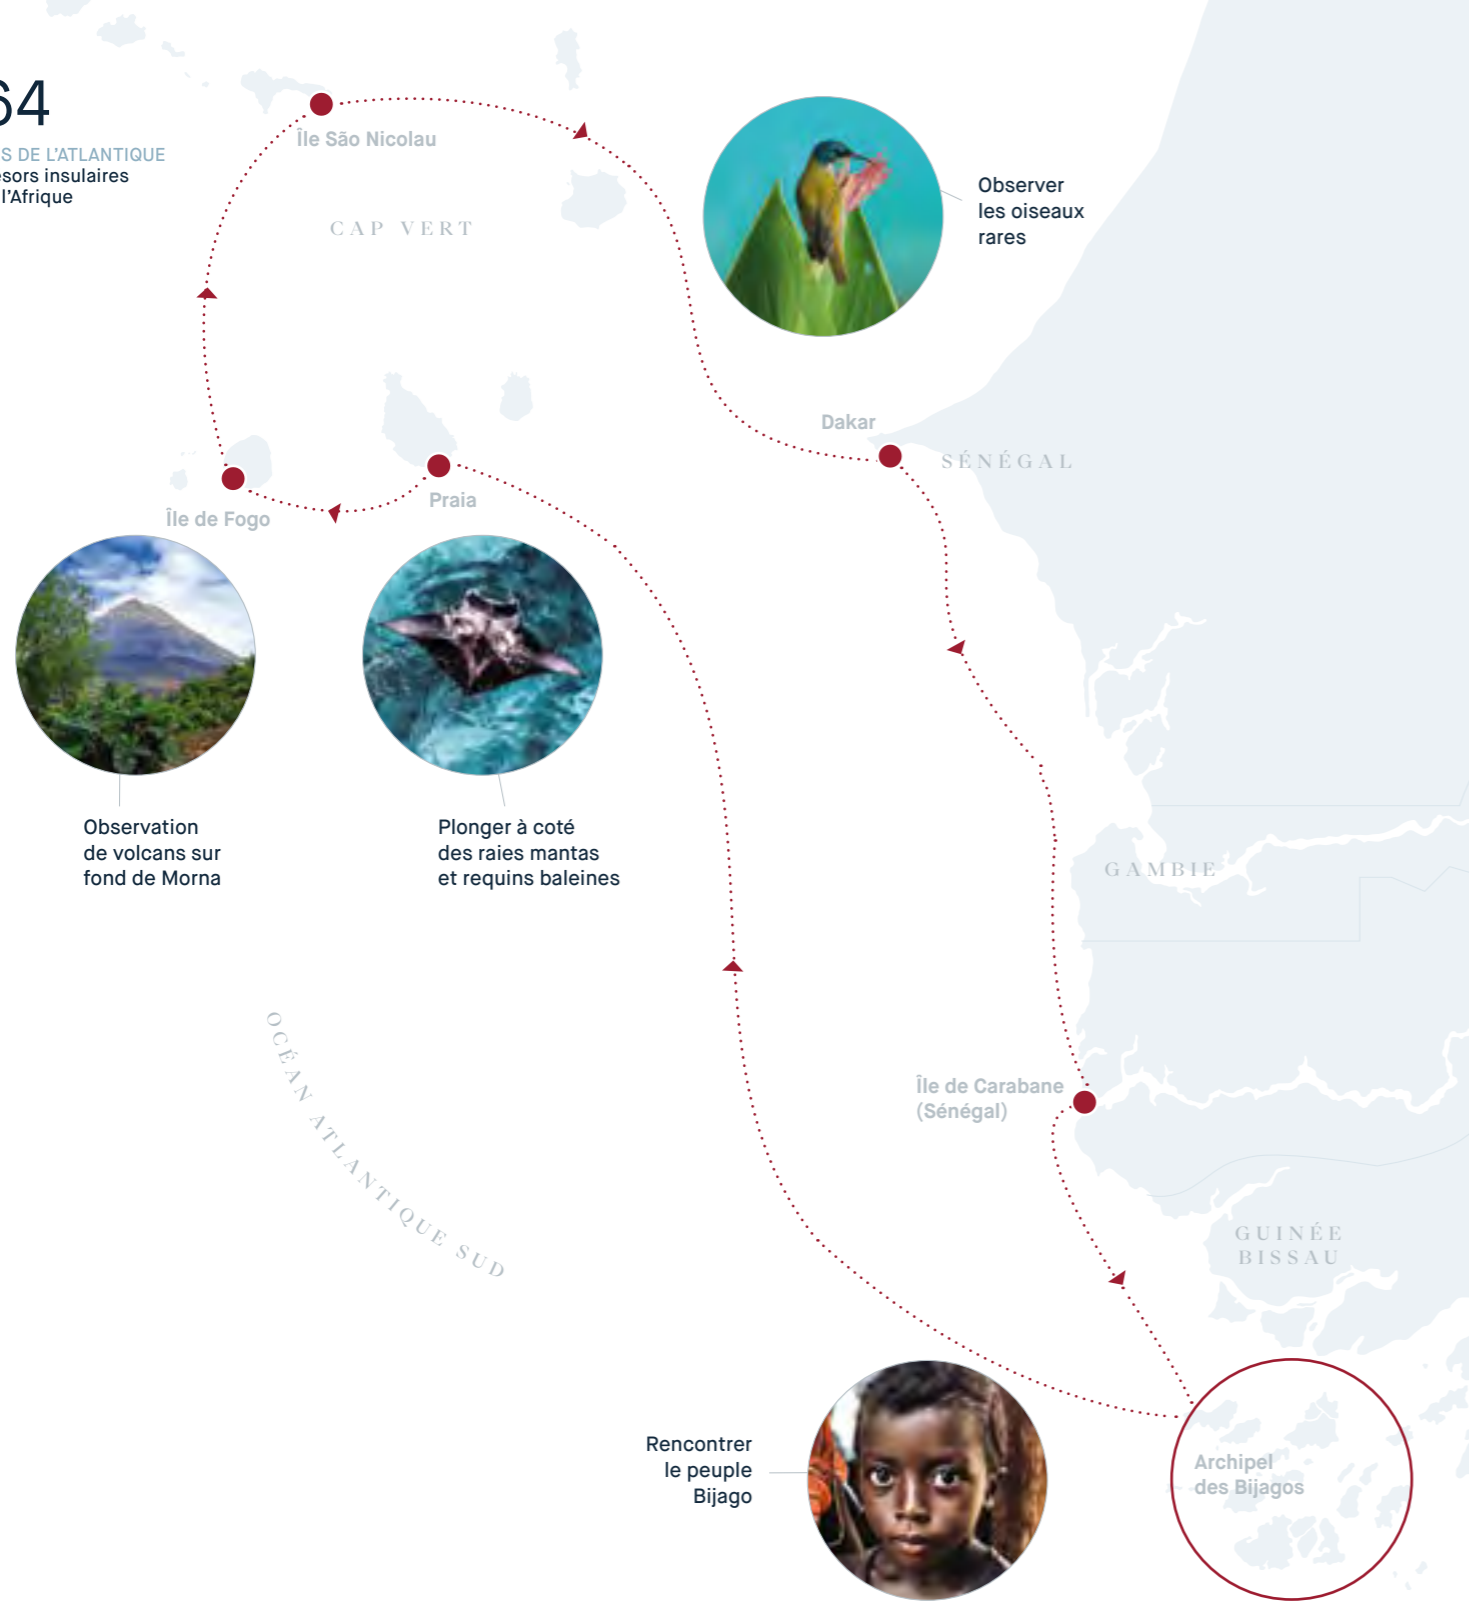 64
S DE L'ATLANTIQUE
ésors insulaires
l'Afrique
Île São Nicolau
CAP VERT
Observer
les oiseaux
rares
Dakar
SÉNÉGAL
Praia
Île de Fogo
Observation
de volcans sur
fond de Morna
Plonger à coté
des raies mantas
et requins baleines
GAMBIE
OCÉAN ATLANTIQUE SUD
Île de Carabane
(Sénégal)
GUINÉE
BISSAU
Rencontrer
le peuple
Bijago
Archipel
des Bijagos